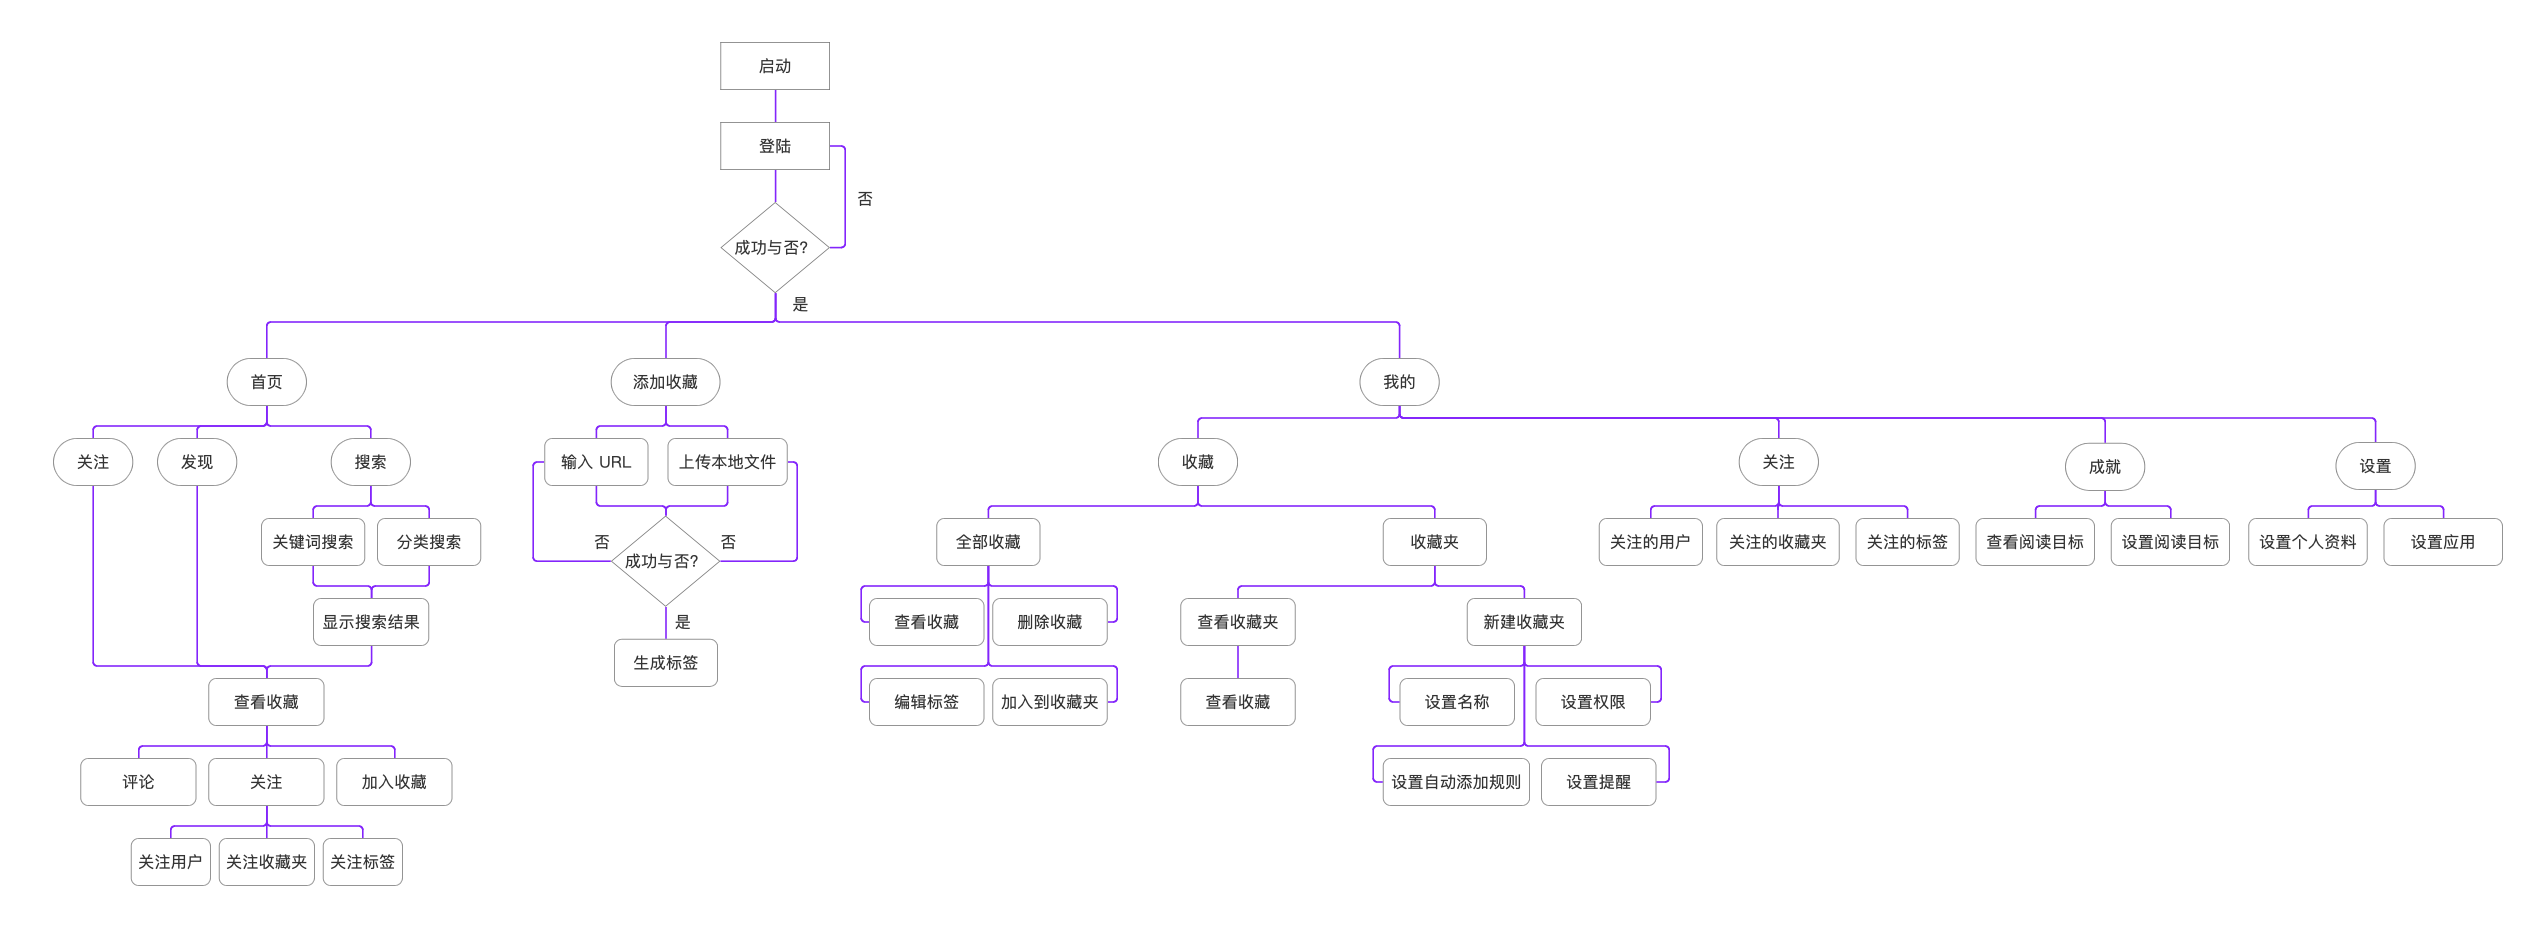 启动
登陆
否
成功与否?
是
首页
添加收藏
我的
关注
发现
搜索
输入 URL
上传本地文件
收藏
关注
成就
设置
关键词搜索
分类搜索
否
成功与否?
否
全部收藏
收藏夹
关注的用户
关注的收藏夹
关注的标签
查看阅读目标
设置阅读目标
设置个人资料
设置应用
显示搜索结果
是
查看收藏
删除收藏
查看收藏夹
新建收藏夹
生成标签
查看收藏
编辑标签
加入到收藏夹
查看收藏
设置名称
设置权限
评论
关注
加入收藏
设置自动添加规则
设置提醒
关注用户
关注收藏夹
关注标签